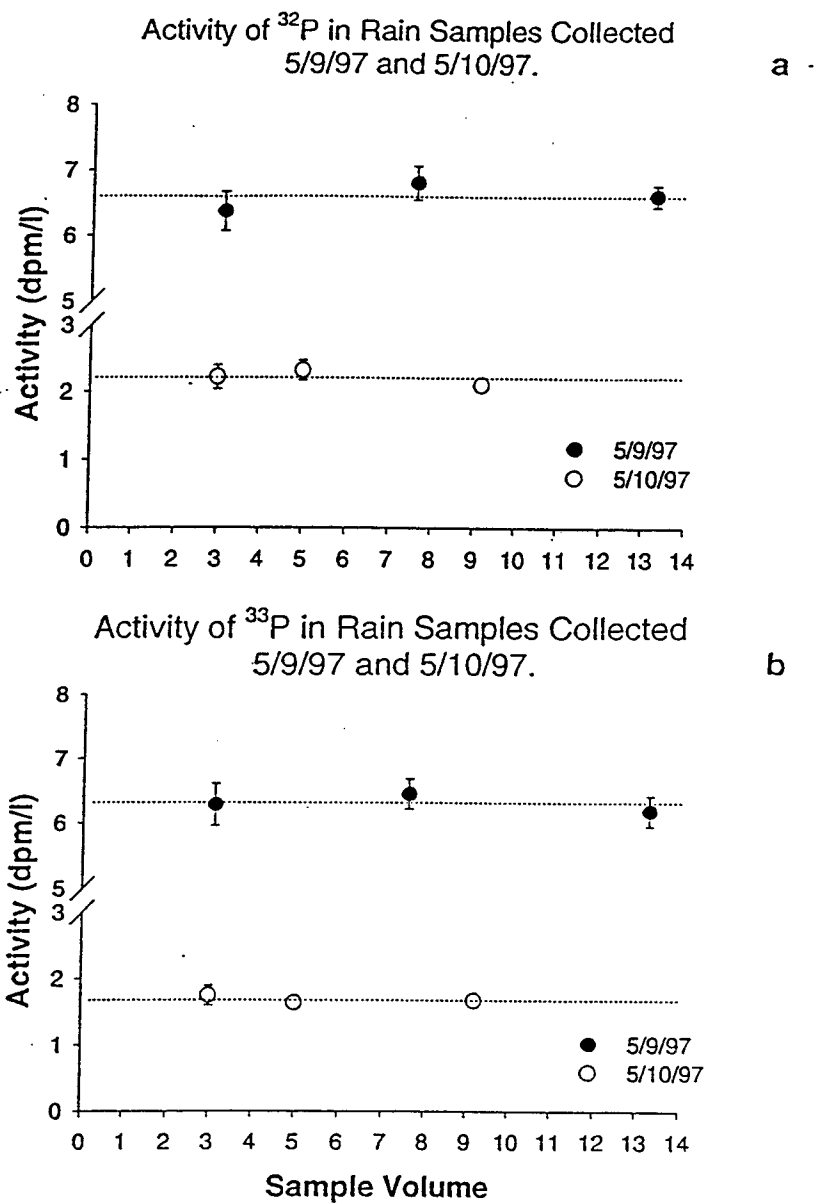 Activity of ³²P in Rain Samples Collected
5/9/97 and 5/10/97.
a
8
7
6
5
3
2
1
0
Activity (dpm/l)
5/9/97
5/10/97
0 1 2 3 4 5 6 7 8 9 10 11 12 13 14
Activity of ³³P in Rain Samples Collected
5/9/97 and 5/10/97.
b
8
7
6
5
3
2
1
0
Activity (dpm/l)
5/9/97
5/10/97
0 1 2 3 4 5 6 7 8 9 10 11 12 13 14
Sample Volume